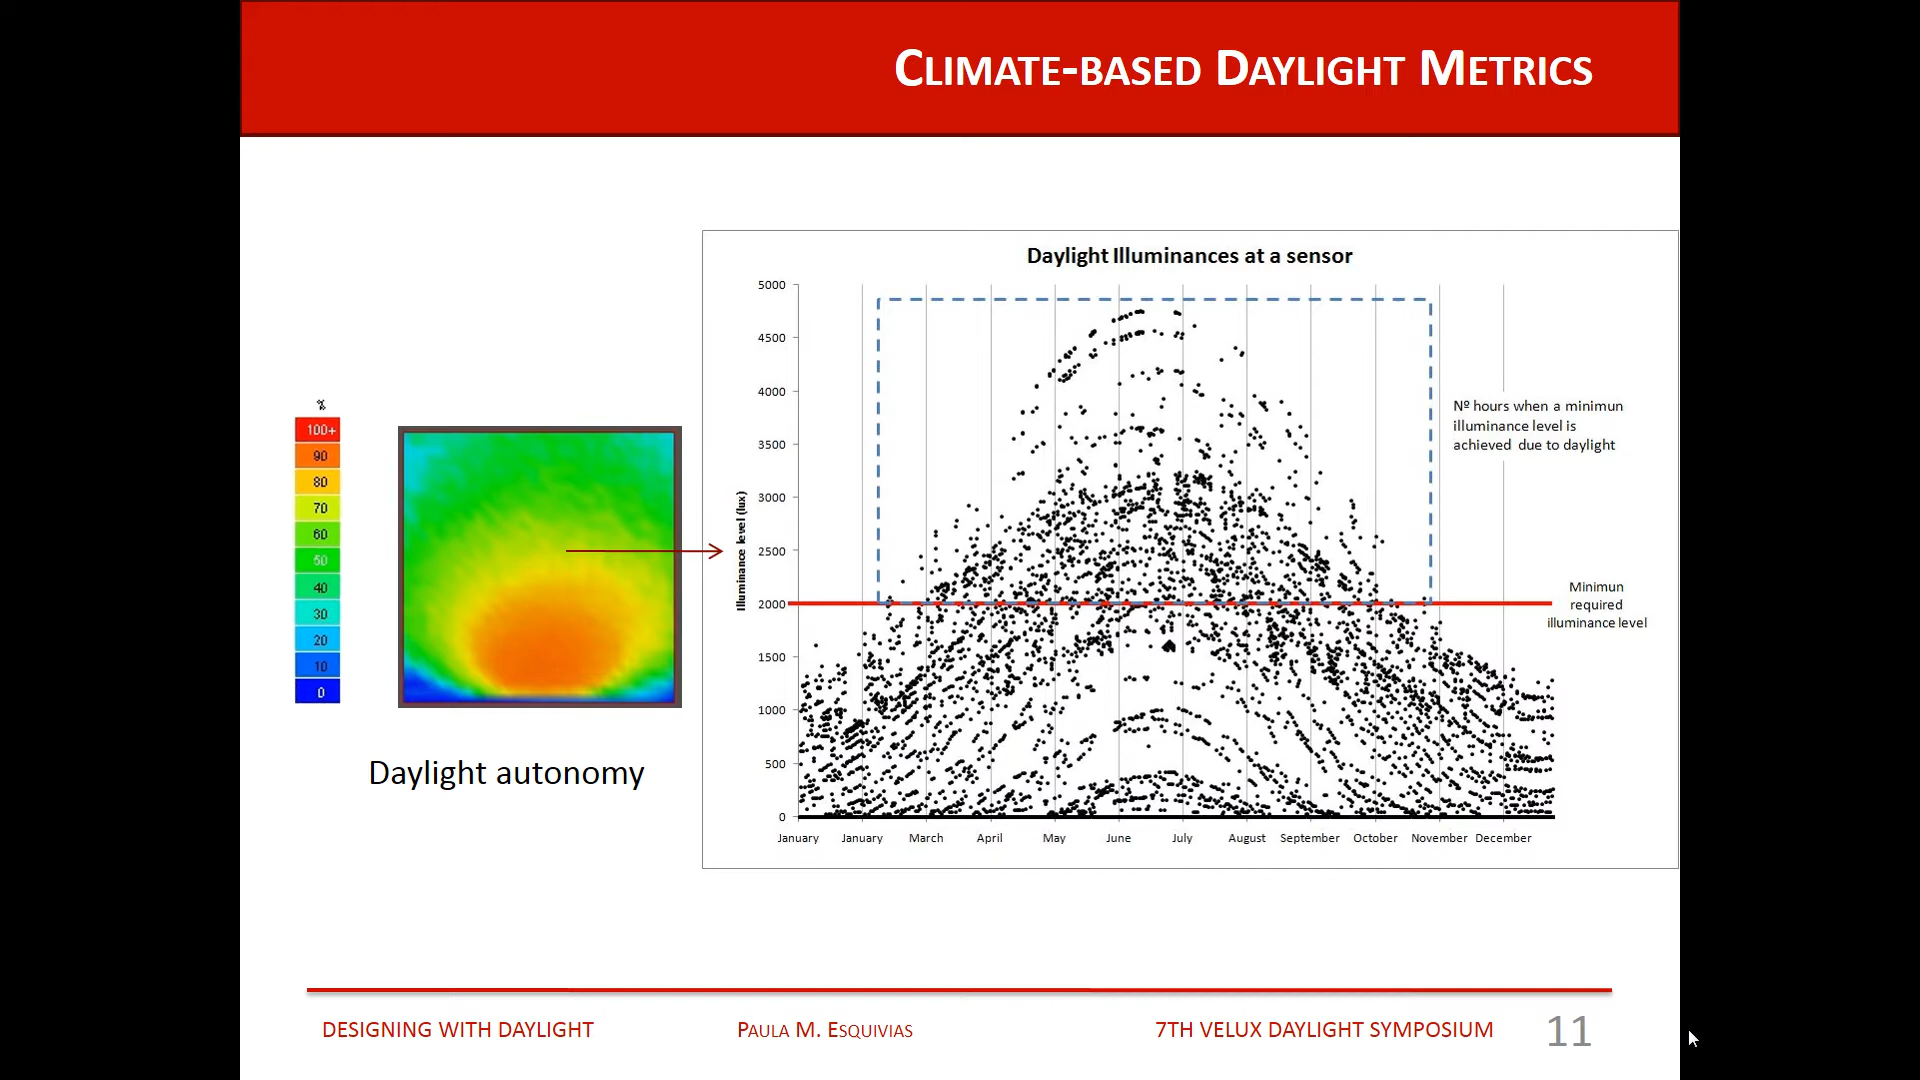 CLIMATE-BASED DAYLIGHT METRICS
Daylight Illuminances at a sensor
Illuminance level (lux)
5000
4500
4000
3500
3000
2500
2000
1500
1000
500
0
January January March April May June July August September October November December
Nº hours when a minimun
illuminance level is
achieved due to daylight
Minimun
required
illuminance level
%
100+
90
80
70
60
50
40
30
20
10
0
Daylight autonomy
DESIGNING WITH DAYLIGHT
PAULA M. ESQUIVIAS
7TH VELUX DAYLIGHT SYMPOSIUM
11